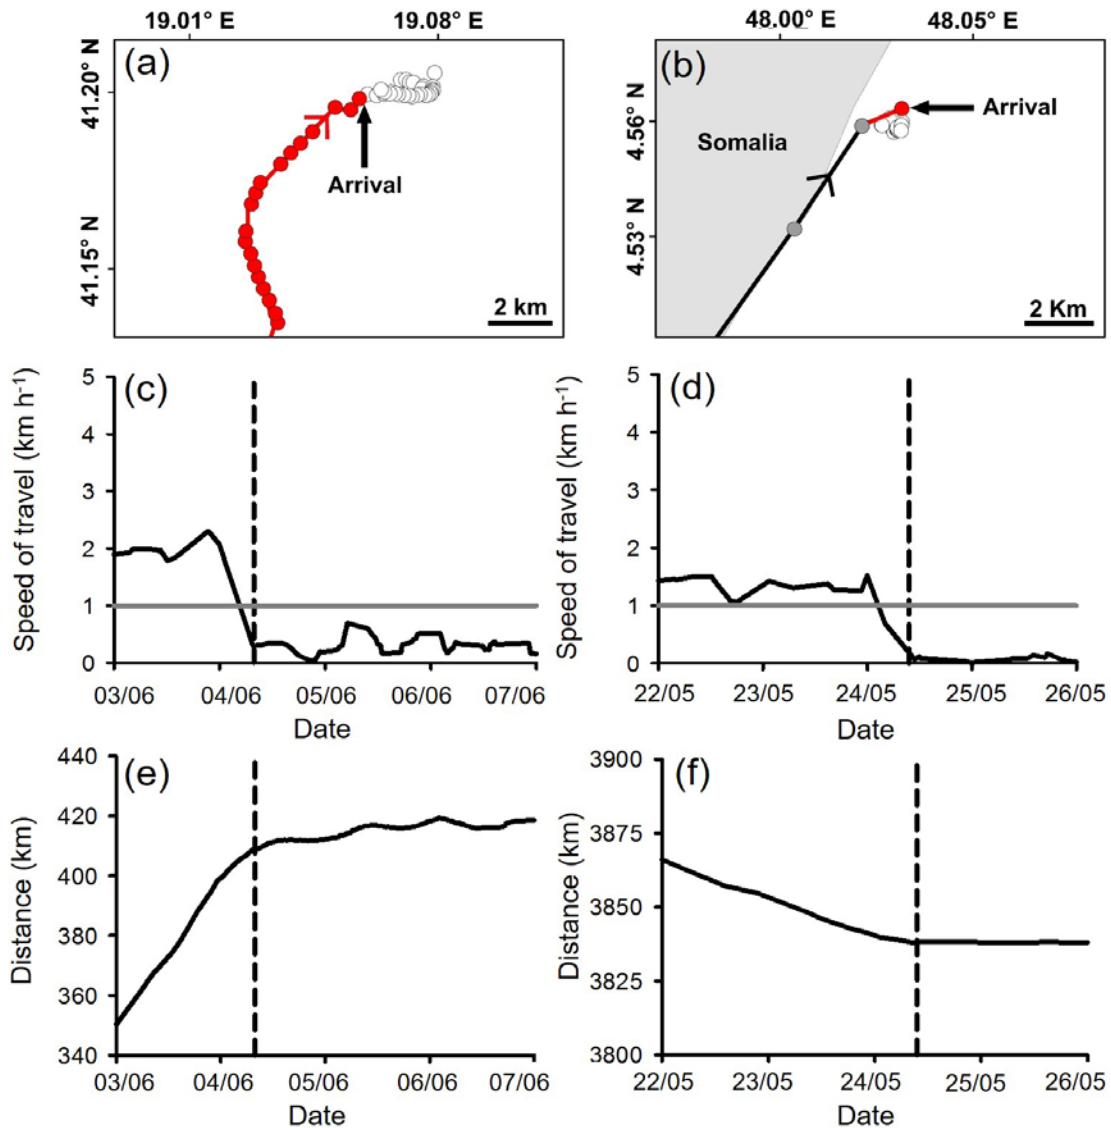 19.01° E
19.08° E
48.00° E
48.05° E
(a)
41.20° N
41.15° N
Arrival
2 km
(b)
4.56° N
4.53° N
Somalia
Arrival
2 Km
(c)
Speed of travel (km h⁻¹)
5
4
3
2
1
0
03/06
04/06
05/06
06/06
07/06
Date
(d)
Speed of travel (km h⁻¹)
5
4
3
2
1
0
22/05
23/05
24/05
25/05
26/05
Date
(e)
Distance (km)
440
420
400
380
360
340
03/06
04/06
05/06
06/06
07/06
Date
(f)
Distance (km)
3900
3875
3850
3825
3800
22/05
23/05
24/05
25/05
26/05
Date